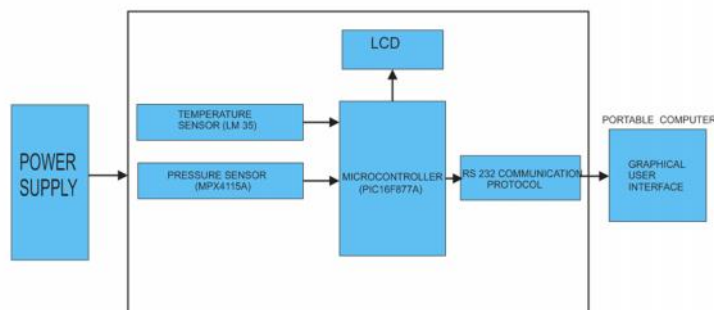 LCD
TEMPERATURE
SENSOR (LM 35)
POWER
SUPPLY
PRESSURE SENSOR
(MPX4115A)
MICROCONTROLLER
(PIC16F877A)
RS 232 COMMUNICATION
PROTOCOL
PORTABLE COMPUTER
GRAPHICAL
USER
INTERFACE